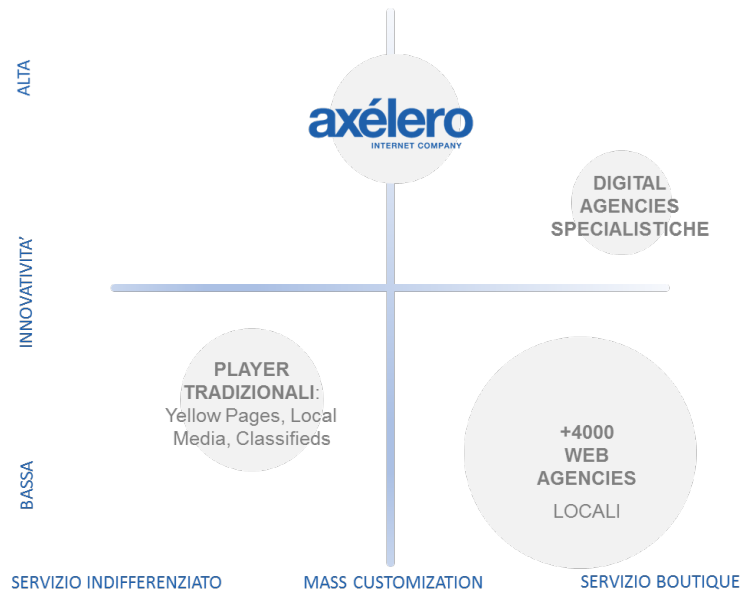 ALTA
axélero
INTERNET COMPANY
DIGITAL
AGENCIES
SPECIALISTICHE
INNOVATIVITA'
PLAYER
TRADIZIONALI:
Yellow Pages, Local
Media, Classifieds
+4000
WEB
AGENCIES
LOCALI
BASSA
SERVIZIO INDIFFERENZIATO
MASS CUSTOMIZATION
SERVIZIO BOUTIQUE